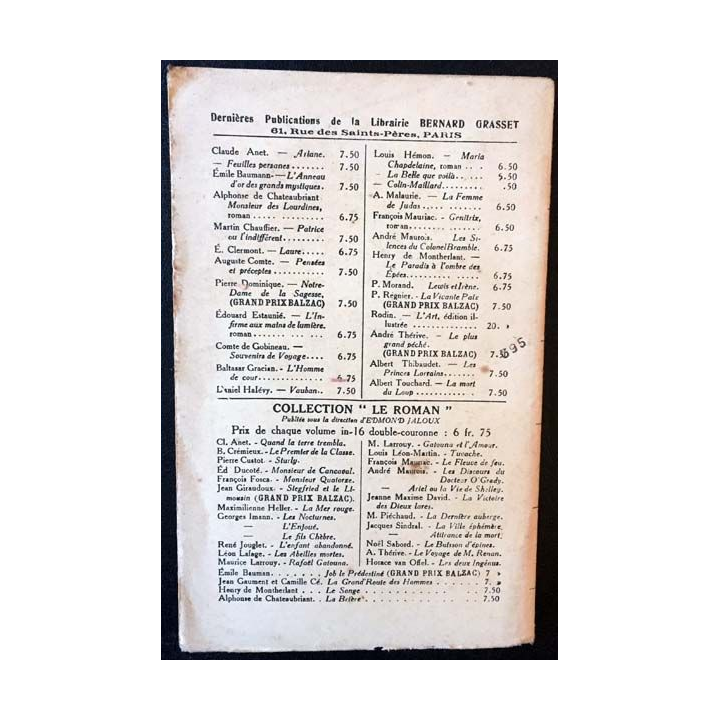 Dernières Publications de la Librairie BERNARD GRASSET
61, Rue des Saints-Pères, PARIS
Claude Anet. — Ariane. 7.50
— Feuilles persanes ....... 7.50
Émile Baumann. — L'Anneau
d'or des grands mystiques. 7.50
Alphonse de Chateaubriant
Monsieur des Lourdines,
roman ............... 6.75
Martin Chauffier. — Patrice
ou l'indifférent .......... 7.50
É. Clermont. — Laure ..... 6.75
Auguste Comte. — Pensées
et préceptes ............ 7.50
Pierre Dominique. — Notre-
Dame de la Sagesse,
(GRAND PRIX BALZAC) 7.50
Édouard Estaunié. — L'In-
firme aux mains de lumière.
roman ............... 6.75
Comte de Gobineau. —
Souvenirs de Voyage .... 6.75
Baltasar Gracian. - L'Homme
de cour ............... 6.75
Daniel Halévy. — Vauban.. 7.50
Louis Hémon. — Maria
Chapdelaine, roman .. . 6.50
- La Belle que voilà .. ..... 5.50
— Colin-Maillard ......... .50
A. Malaurie. — La Femme
de Judas ............... 6.50
François Mauriac. - Genitrix,
roman ............... 6.50
André Maurois. Les Si-
lences du Colonel Bramble. 6.75
Henry de Montherlant. —
Le Paradis à l'ombre des
Épées ............... 6.75
P. Morand. Lewis et Irène. 6.75
P. Régnier. - La Vivante Paix
(GRAND PRIX BALZAC) 7.50
Rodin. — L'Art, édition il-
lustrée ............... 20. »
André Thérive. — Le plus
grand péché.
(GRAND PRIX BALZAC) 7.50
895
Albert Thibaudet. — Les
Princes Lorrains ....... 7.50
Albert Touchard. — La mort
du Loup ............... 7.50
COLLECTION " LE ROMAN "
Publiée sous la direction d'EDMOND JALOUX
Prix de chaque volume in-16 double-couronne : 6 fr. 75
Cl. Anet. - Quand la terre trembla.
B. Crémieux. - Le Premier de la Classe.
Pierre Custot. - Sturly.
Éd Ducoté. - Monsieur de Cancaval.
François Fosca. - Monsieur Quatorze.
Jean Giraudoux. - Siegfried et le Li-
mousin (GRAND PRIX BALZAC).
Maximilienne Heller. - La Mer rouge.
Georges Imann. - Les Nocturnes.
— L'Enjoué.
— Le fils Chèbre.
René Jouglet. - L'enfant abandonné.
Léon Lafage. - Les Abeilles mortes.
Maurice Larrouy. - Rafaël Gatouna.
M. Larrouy. - Gatouna et l'Amour.
Louis Léon-Martin. - Tuvache.
François Mauriac. - Le Fleuve de feu.
André Maurois. - Les Discours du
Docteur O'Grady.
— Ariel ou la Vie de Shelley.
Jeanne Maxime David. - La Victoire
des Dieux lares.
M. Piéchaud. - La Dernière auberge.
Jacques Sindral. - La Ville éphémère.
— Attirance de la mort.
Noël Sabord. - Le Buisson d'épines.
A. Thérive. - Le Voyage de M. Renan.
Horace van Offel. - Les deux Ingénus.
Émile Bauman. . . . Job le Prédestiné (GRAND PRIX BALZAC) 7 »
Jean Gaument et Camille Cé. La Grand'Route des Hommes . . . . 7. »
Henry de Montherlant . . . Le Songe . . . . . . . . 7.50
Alphonse de Chateaubriant. . La Brière . . . . . . . . 7.50